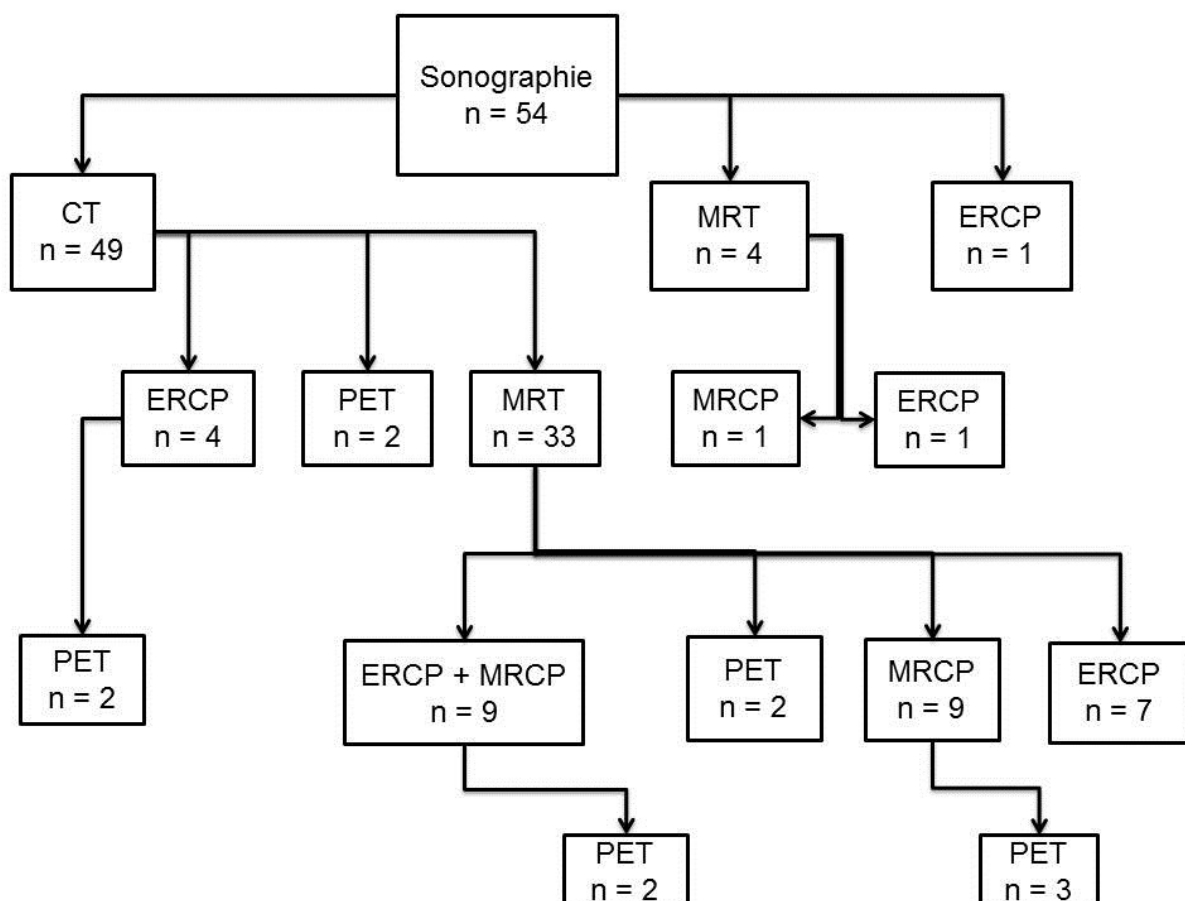 Sonographie
n = 54
CT
n = 49
MRT
n = 4
ERCP
n = 1
ERCP
n = 4
PET
n = 2
MRT
n = 33
MRCP
n = 1
ERCP
n = 1
PET
n = 2
ERCP + MRCP
n = 9
PET
n = 2
MRCP
n = 9
ERCP
n = 7
PET
n = 2
PET
n = 3